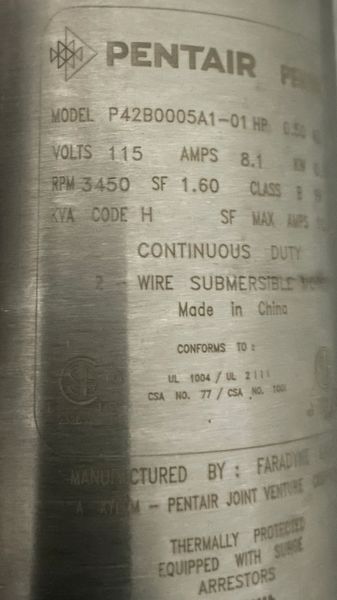 PENTAIR
MODEL P42B0005A1-01 HP 0.50
VOLTS 115 AMPS 8.1 KW
RPM 3450 SF 1.60 CLASS B
KVA CODE H SF MAX AMPS
CONTINUOUS DUTY
2 - WIRE SUBMERSIBLE
Made in China
CONFORMS TO :
UL 1004 / UL 2111
CSA NO. 77 / CSA NO. 100
MANUFACTURED BY : FARADYNE
A XYLEM - PENTAIR JOINT VENTURE
THERMALLY PROTECTED
EQUIPPED WITH SURGE
ARRESTORS